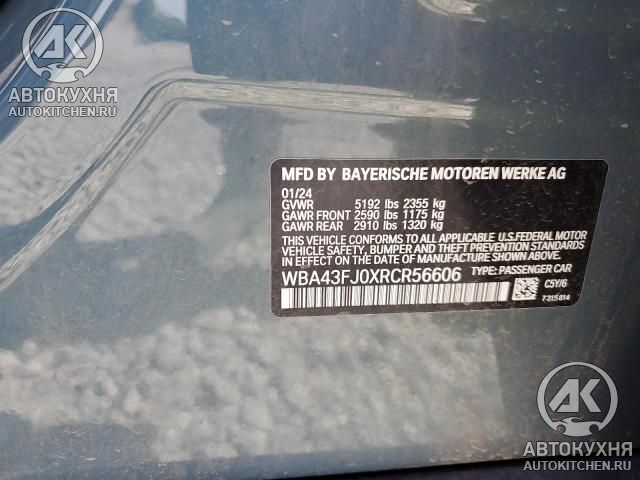 AK
АВТОКУХНЯ
AUTOKITCHEN.RU
MFD BY BAYERISCHE MOTOREN WERKE AG
01/24
GVWR 5192 lbs 2355 kg
GAWR FRONT 2590 lbs 1175 kg
GAWR REAR 2910 lbs 1320 kg
THIS VEHICLE CONFORMS TO ALL APPLICABLE U.S.FEDERAL MOTOR
VEHICLE SAFETY, BUMPER, AND THEFT PREVENTION STANDARDS
IN EFFECT ON THE DATE OF MANUFACTURE SHOWN ABOVE.
WBA43FJ0XRCR56606 TYPE: PASSENGER CAR
C5Y/6
7315814
AK
АВТОКУХНЯ
AUTOKITCHEN.RU